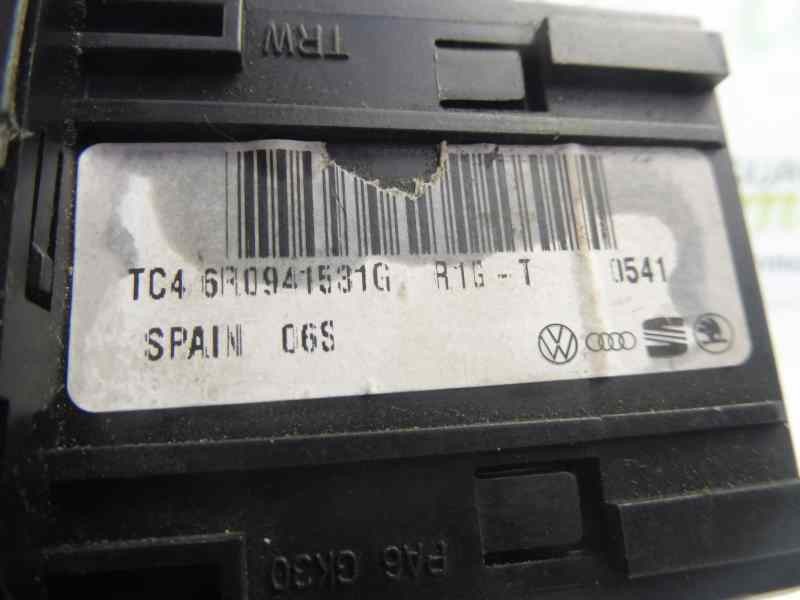 TRW
TC4 6R0941531G R1G-T 0541
SPAIN 06S
PA6 GK30